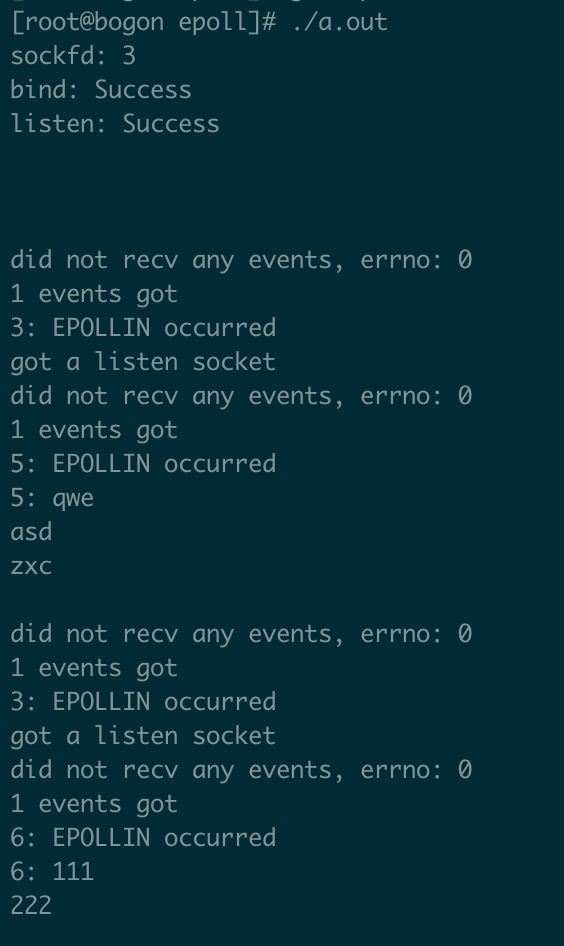 [root@bogon epoll]# ./a.out
sockfd: 3
bind: Success
listen: Success
did not recv any events, errno: 0
1 events got
3: EPOLLIN occurred
got a listen socket
did not recv any events, errno: 0
1 events got
5: EPOLLIN occurred
5: qwe
asd
zxc
did not recv any events, errno: 0
1 events got
3: EPOLLIN occurred
got a listen socket
did not recv any events, errno: 0
1 events got
6: EPOLLIN occurred
6: 111
222